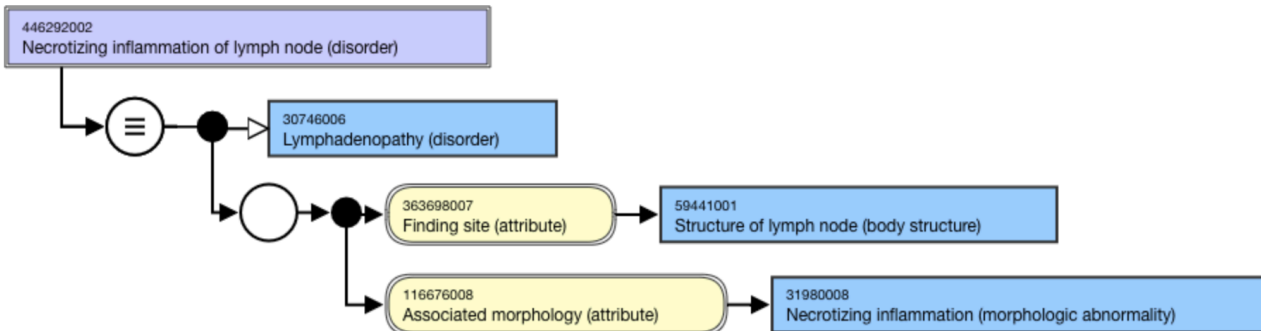 446292002
Necrotizing inflammation of lymph node (disorder)
30746006
Lymphadenopathy (disorder)
363698007
Finding site (attribute)
59441001
Structure of lymph node (body structure)
116676008
Associated morphology (attribute)
31980008
Necrotizing inflammation (morphologic abnormality)